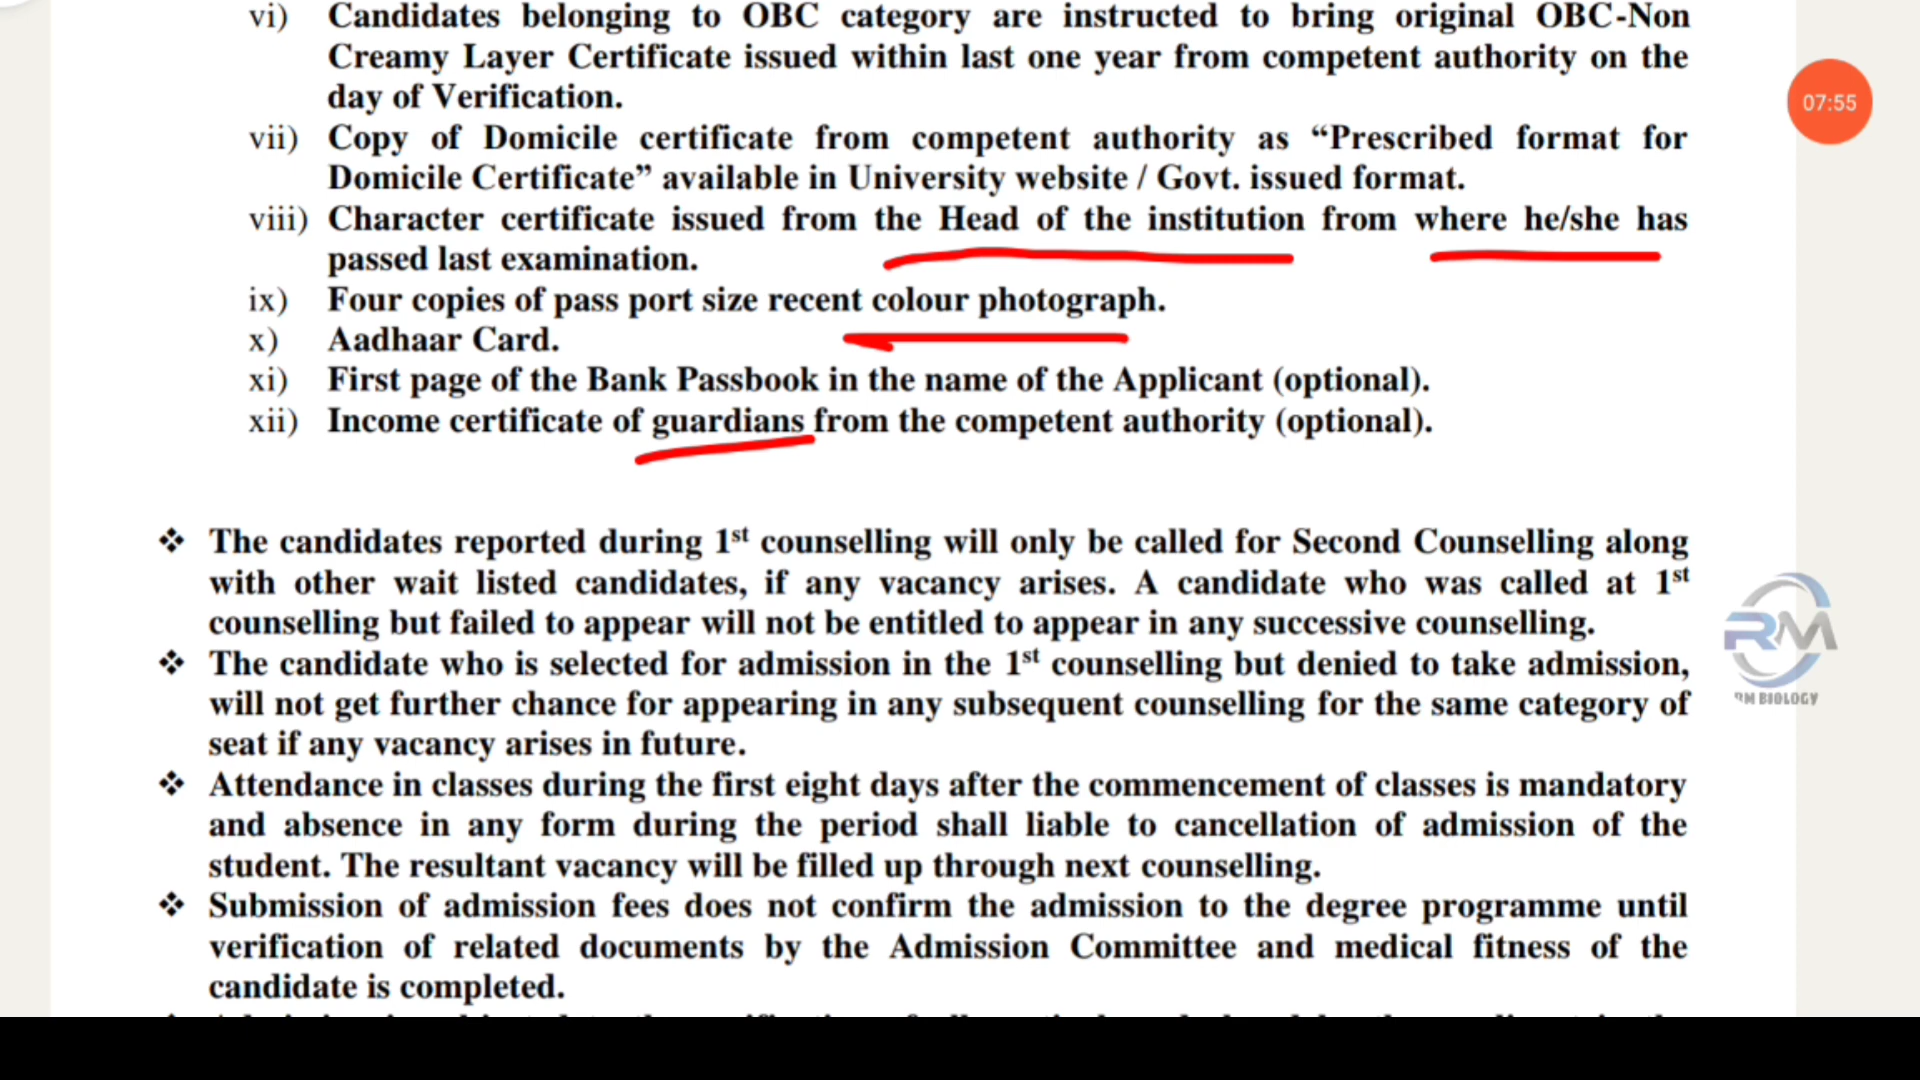 vi) Candidates belonging to OBC category are instructed to bring original OBC-Non
Creamy Layer Certificate issued within last one year from competent authority on the
day of Verification.
vii) Copy of Domicile certificate from competent authority as “Prescribed format for
Domicile Certificate” available in University website / Govt. issued format.
viii) Character certificate issued from the Head of the institution from where he/she has
passed last examination.
ix) Four copies of pass port size recent colour photograph.
x) Aadhaar Card.
xi) First page of the Bank Passbook in the name of the Applicant (optional).
xii) Income certificate of guardians from the competent authority (optional).
❖ The candidates reported during 1st counselling will only be called for Second Counselling along
with other wait listed candidates, if any vacancy arises. A candidate who was called at 1st
counselling but failed to appear will not be entitled to appear in any successive counselling.
❖ The candidate who is selected for admission in the 1st counselling but denied to take admission,
will not get further chance for appearing in any subsequent counselling for the same category of
seat if any vacancy arises in future.
❖ Attendance in classes during the first eight days after the commencement of classes is mandatory
and absence in any form during the period shall liable to cancellation of admission of the
student. The resultant vacancy will be filled up through next counselling.
❖ Submission of admission fees does not confirm the admission to the degree programme until
verification of related documents by the Admission Committee and medical fitness of the
candidate is completed.
07:55
RM
RM BIOLOGY